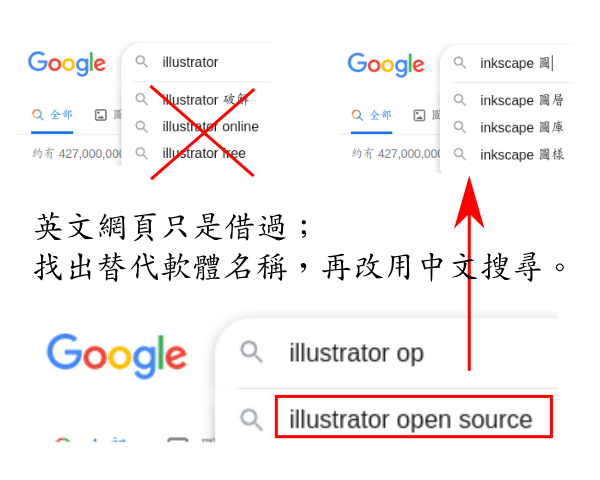 Google
illustrator
illustrator 破解
illustrator online
illustrator free
全部
圖
約有 427,000,00
Google
inkscape 圖
inkscape 圖層
inkscape 圖庫
inkscape 圖樣
全部
圖
約有 427,000,00
英文網頁只是借過；
找出替代軟體名稱，再改用中文搜尋。
Google
illustrator op
illustrator open source